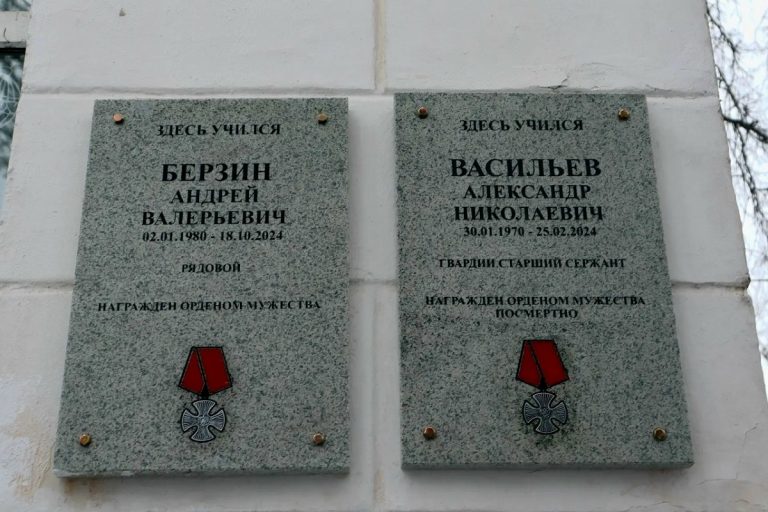 ЗДЕСЬ УЧИЛСЯ
БЕРЗИН
АНДРЕЙ
ВАЛЕРЬЕВИЧ
02.01.1980 - 18.10.2024
РЯДОВОЙ
НАГРАЖДЕН ОРДЕНОМ МУЖЕСТВА
ЗДЕСЬ УЧИЛСЯ
ВАСИЛЬЕВ
АЛЕКСАНДР
НИКОЛАЕВИЧ
30.01.1970 - 25.02.2024
ГВАРДИИ СТАРШИЙ СЕРЖАНТ
НАГРАЖДЕН ОРДЕНОМ МУЖЕСТВА
ПОСМЕРТНО